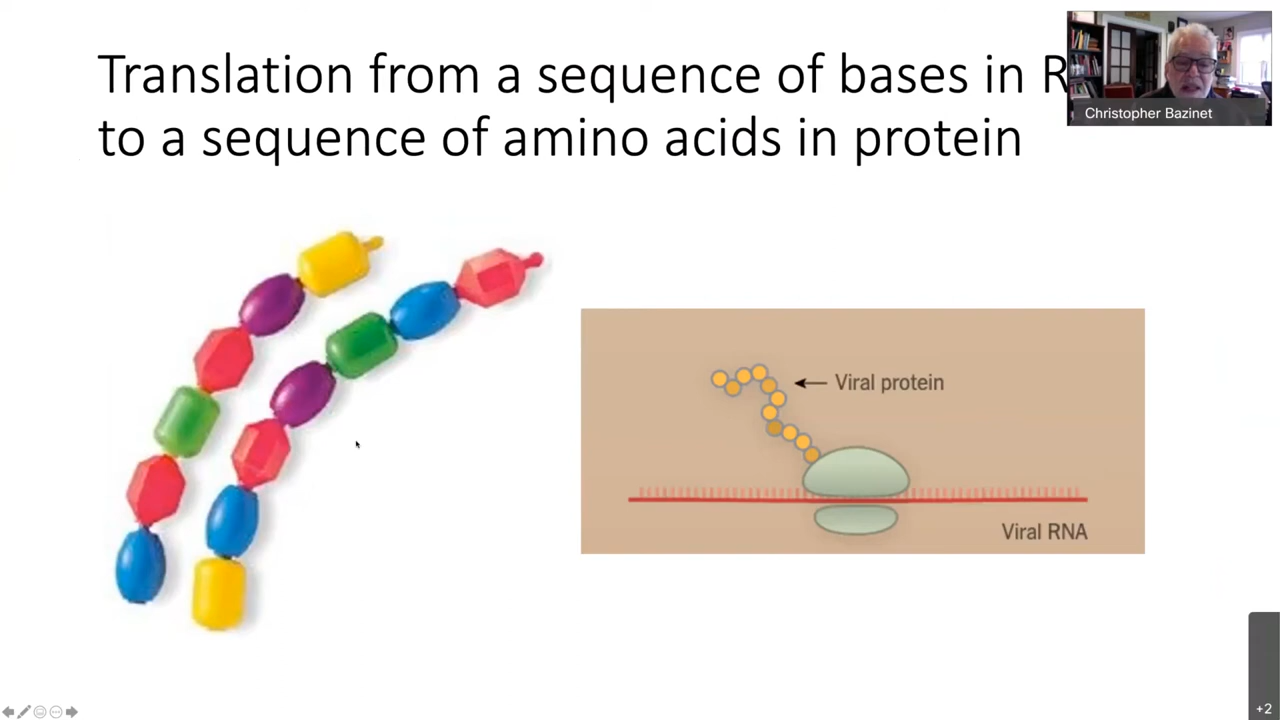 Translation from a sequence of bases in R
to a sequence of amino acids in protein
Christopher Bazinet
Viral protein
Viral RNA
+2